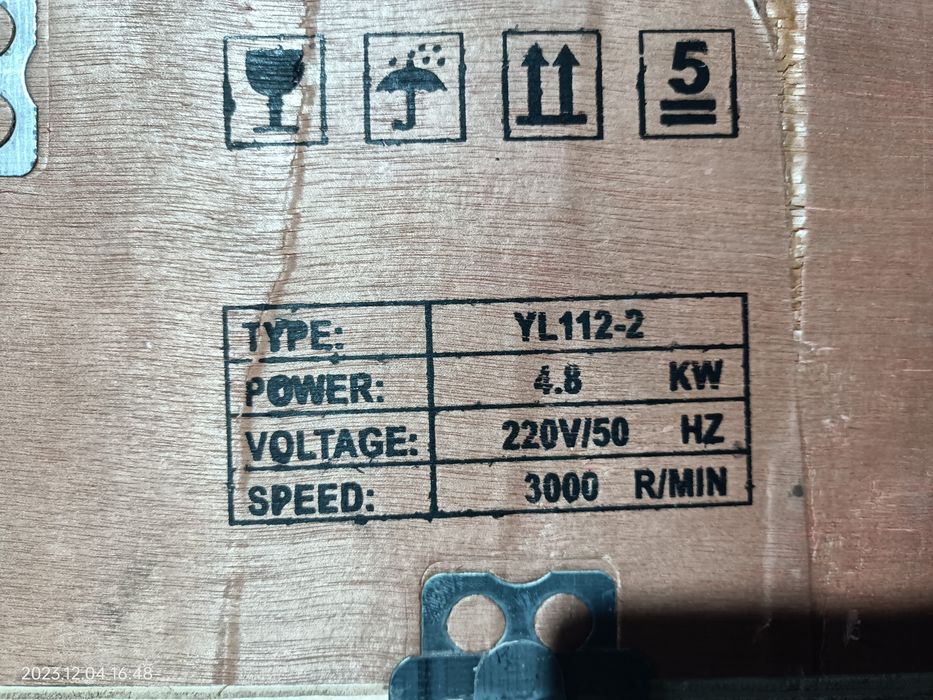 5
TYPE: YL112-2
POWER: 4.8 KW
VOLTAGE: 220V/50 HZ
SPEED: 3000 R/MIN
2023.12.04 16:48